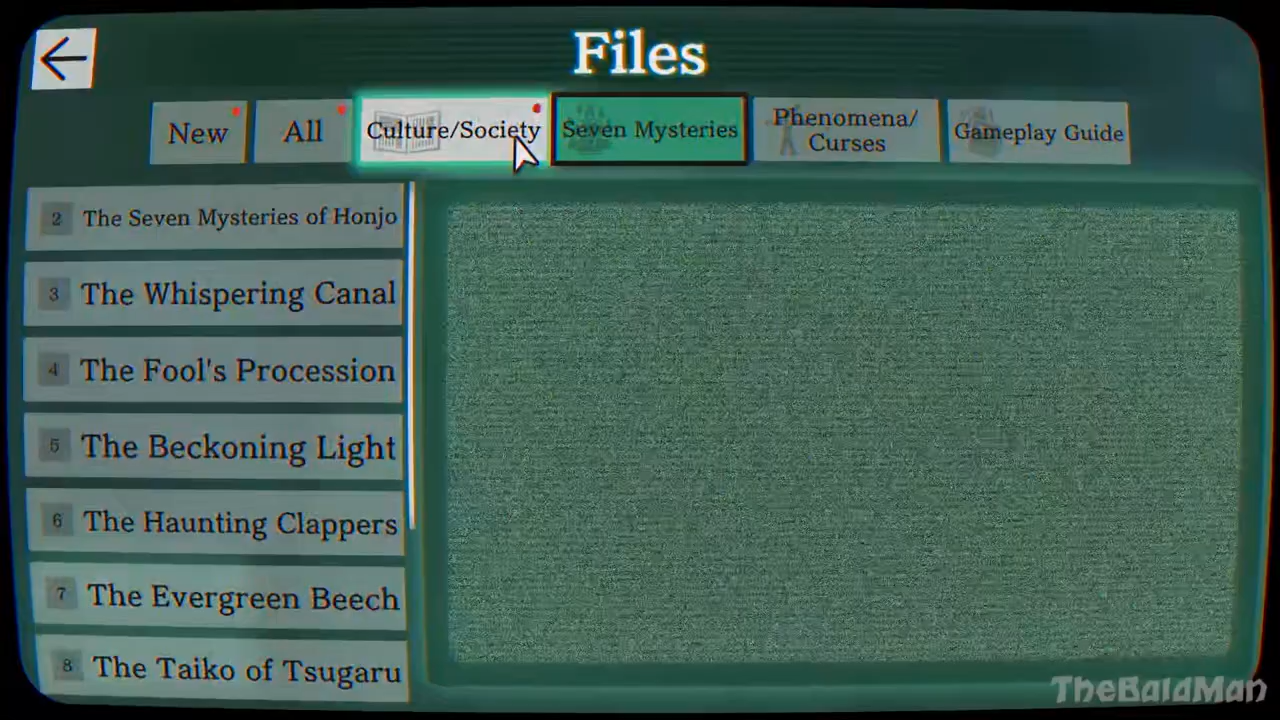 Files
New
All
Culture/Society
Seven Mysteries
Phenomena/
Curses
Gameplay Guide
2 The Seven Mysteries of Honjo
3 The Whispering Canal
4 The Fool's Procession
5 The Beckoning Light
6 The Haunting Clappers
7 The Evergreen Beech
8 The Taiko of Tsugaru
TheBaldMan